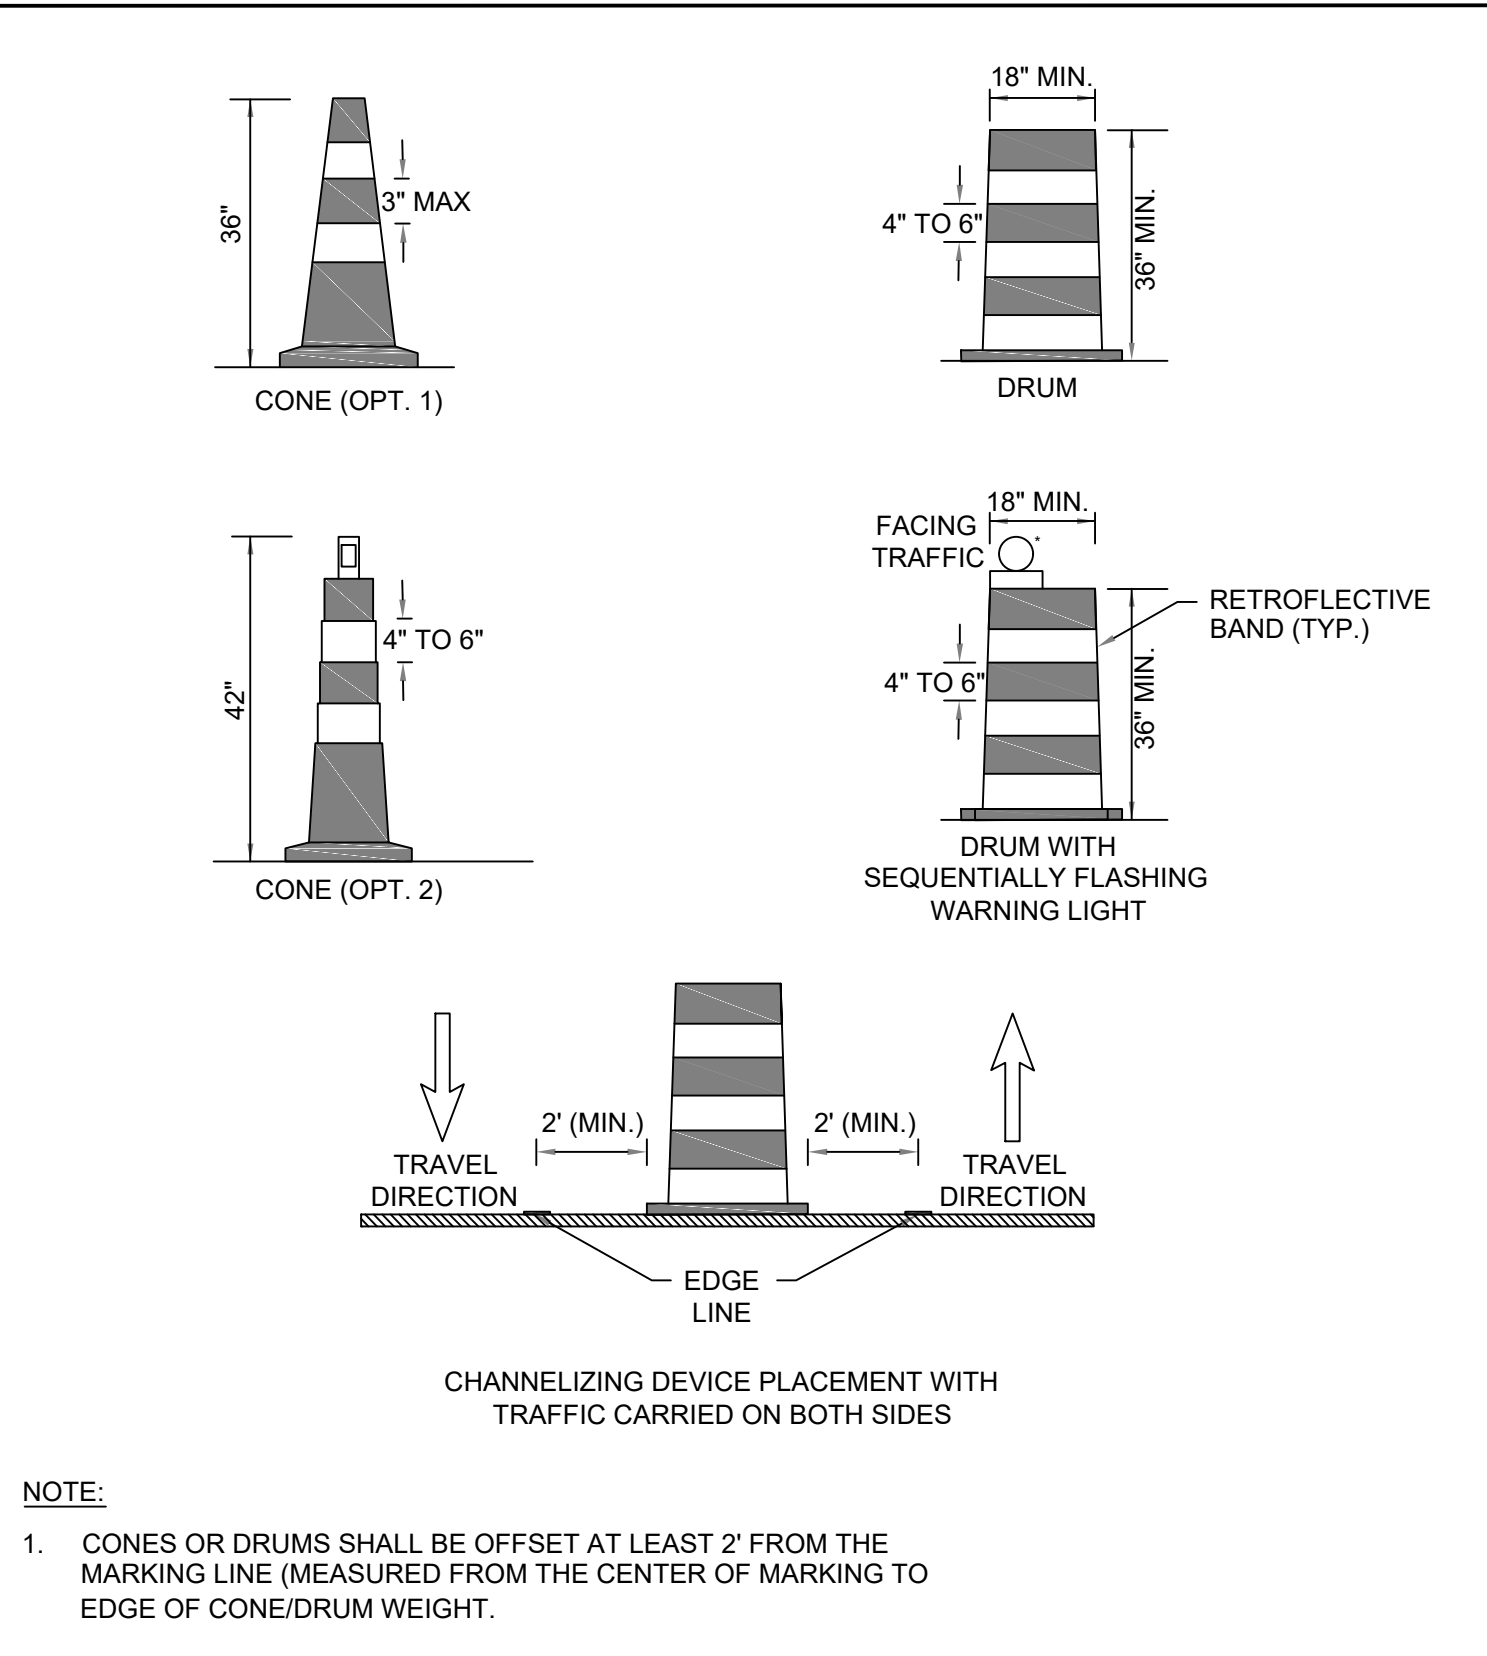 36"
3" MAX
CONE (OPT. 1)
18" MIN.
4" TO 6"
36" MIN.
DRUM
42"
4" TO 6"
CONE (OPT. 2)
18" MIN.
FACING
TRAFFIC
*
RETROFLECTIVE
BAND (TYP.)
4" TO 6"
36" MIN.
DRUM WITH
SEQUENTIALLY FLASHING
WARNING LIGHT
2' (MIN.)
2' (MIN.)
TRAVEL
DIRECTION
TRAVEL
DIRECTION
EDGE
LINE
CHANNELIZING DEVICE PLACEMENT WITH
TRAFFIC CARRIED ON BOTH SIDES
NOTE:
1. CONES OR DRUMS SHALL BE OFFSET AT LEAST 2' FROM THE
MARKING LINE (MEASURED FROM THE CENTER OF MARKING TO
EDGE OF CONE/DRUM WEIGHT.